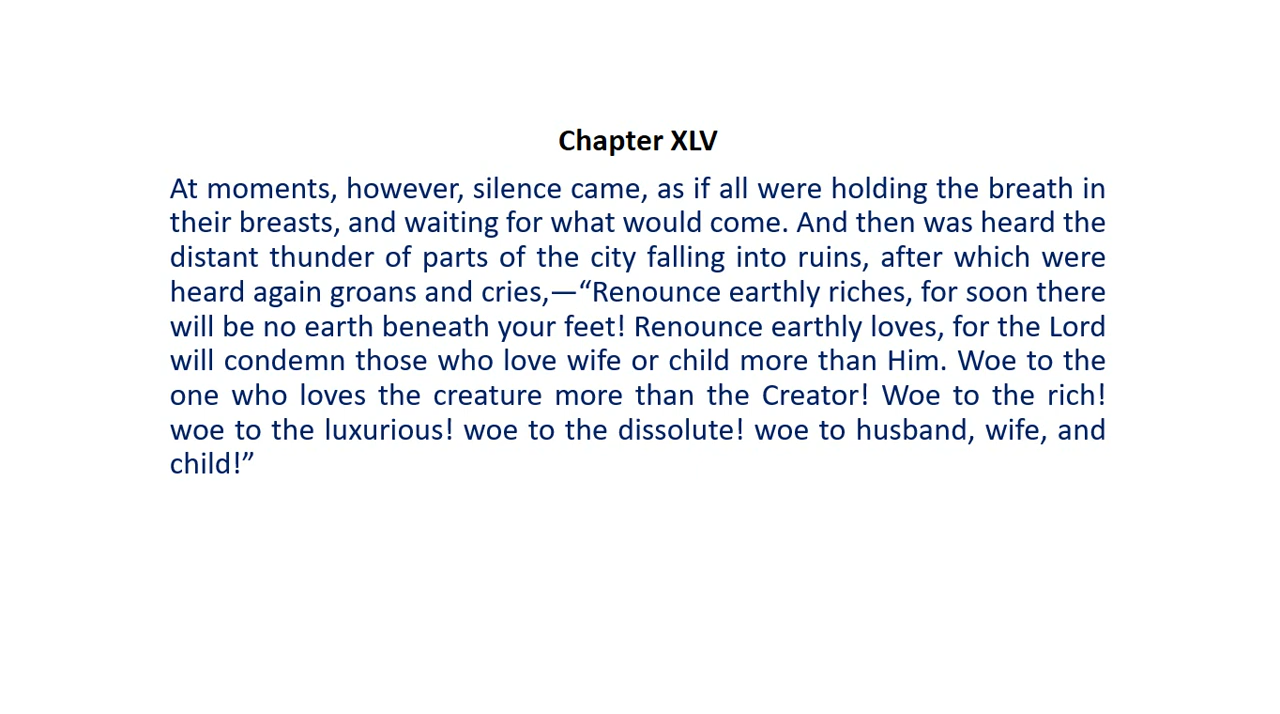 Chapter XLV
At moments, however, silence came, as if all were holding the breath in
their breasts, and waiting for what would come. And then was heard the
distant thunder of parts of the city falling into ruins, after which were
heard again groans and cries,—“Renounce earthly riches, for soon there
will be no earth beneath your feet! Renounce earthly loves, for the Lord
will condemn those who love wife or child more than Him. Woe to the
one who loves the creature more than the Creator! Woe to the rich!
woe to the luxurious! woe to the dissolute! woe to husband, wife, and
child!”